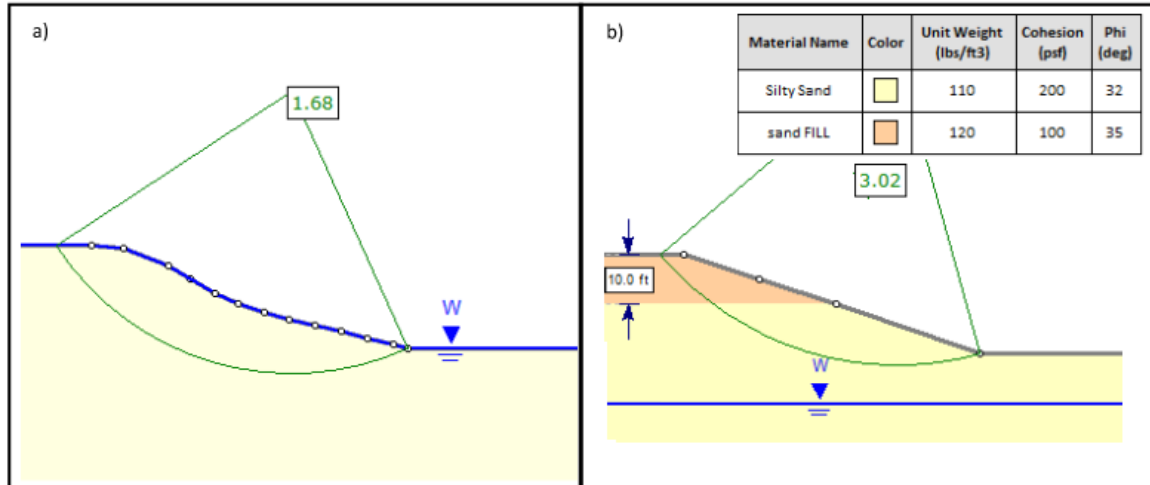 a)
1.68
W
b)
Material Name Color Unit Weight (lbs/ft3) Cohesion (psf) Phi (deg)
Silty Sand 110 200 32
sand FILL 120 100 35
3.02
10.0 ft
W